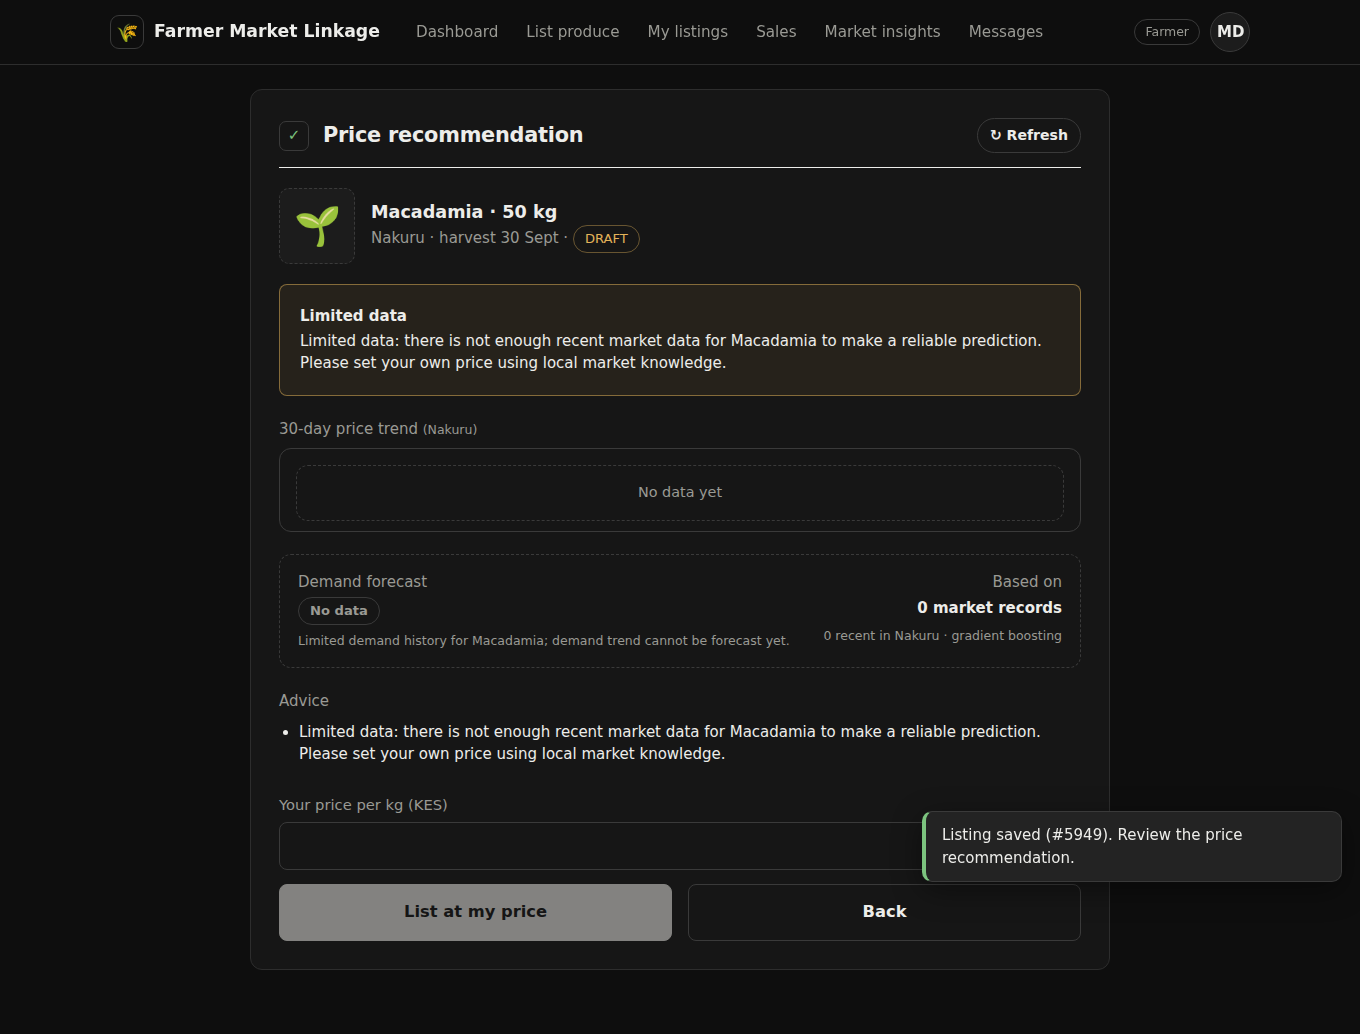 Farmer Market Linkage
Dashboard
List produce
My listings
Sales
Market insights
Messages
Farmer
MD
✓
Price recommendation
↻ Refresh
Macadamia · 50 kg
Nakuru · harvest 30 Sept · DRAFT
Limited data
Limited data: there is not enough recent market data for Macadamia to make a reliable prediction.
Please set your own price using local market knowledge.
30-day price trend (Nakuru)
No data yet
Demand forecast
No data
Limited demand history for Macadamia; demand trend cannot be forecast yet.
Based on
0 market records
0 recent in Nakuru · gradient boosting
Advice
• Limited data: there is not enough recent market data for Macadamia to make a reliable prediction.
Please set your own price using local market knowledge.
Your price per kg (KES)
Listing saved (#5949). Review the price
recommendation.
List at my price
Back